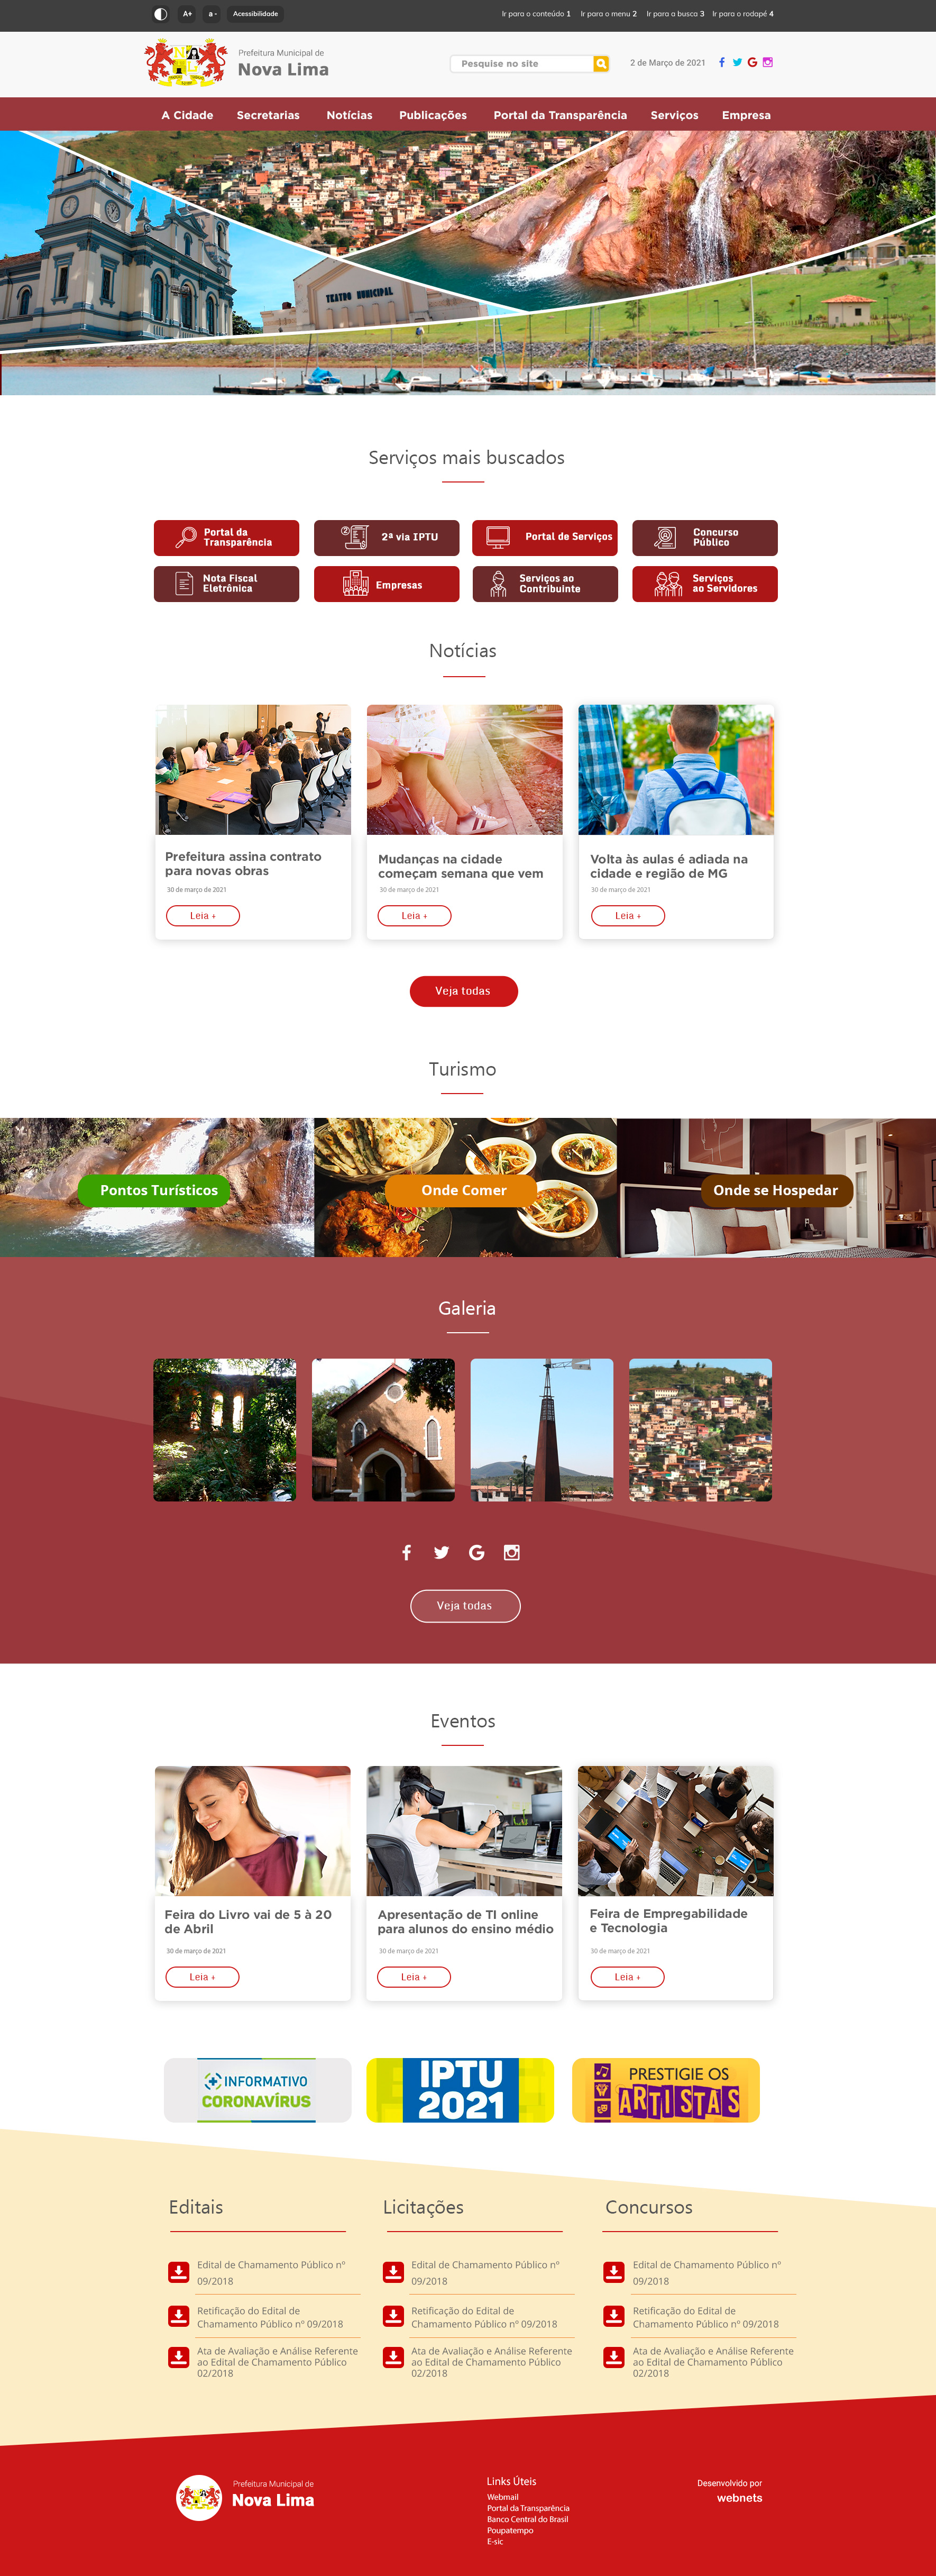 A+ a - Acessibilidade Ir para o conteúdo 1 Ir para o menu 2 Ir para a busca 3 Ir para o rodapé 4
Prefeitura Municipal de
Nova Lima
Pesquise no site
2 de Março de 2021
A Cidade Secretarias Notícias Publicações Portal da Transparência Serviços Empresa
TEATRO MUNICIPAL
Serviços mais buscados
Portal da
Transparência
2ª via IPTU
Portal de Serviços
Concurso
Público
Nota Fiscal
Eletrônica
Empresas
Serviços ao
Contribuinte
Serviços
ao Servidores
Notícias
Prefeitura assina contrato
para novas obras
30 de março de 2021
Leia +
Mudanças na cidade
começam semana que vem
30 de março de 2021
Leia +
Volta às aulas é adiada na
cidade e região de MG
30 de março de 2021
Leia +
Veja todas
Turismo
Pontos Turísticos
Onde Comer
Onde se Hospedar
Galeria
Veja todas
Eventos
Feira do Livro vai de 5 à 20
de Abril
30 de março de 2021
Leia +
Apresentação de TI online
para alunos do ensino médio
30 de março de 2021
Leia +
Feira de Empregabilidade
e Tecnologia
30 de março de 2021
Leia +
INFORMATIVO
CORONAVÍRUS
IPTU
2021
PRESTIGIE OS
ARTISTAS
Editais
Edital de Chamamento Público nº
09/2018
Retificação do Edital de
Chamamento Público nº 09/2018
Ata de Avaliação e Análise Referente
ao Edital de Chamamento Público
02/2018
Licitações
Edital de Chamamento Público nº
09/2018
Retificação do Edital de
Chamamento Público nº 09/2018
Ata de Avaliação e Análise Referente
ao Edital de Chamamento Público
02/2018
Concursos
Edital de Chamamento Público nº
09/2018
Retificação do Edital de
Chamamento Público nº 09/2018
Ata de Avaliação e Análise Referente
ao Edital de Chamamento Público
02/2018
Prefeitura Municipal de
Nova Lima
Links Úteis
Webmail
Portal da Transparência
Banco Central do Brasil
Poupatempo
E-sic
Desenvolvido por
webnets